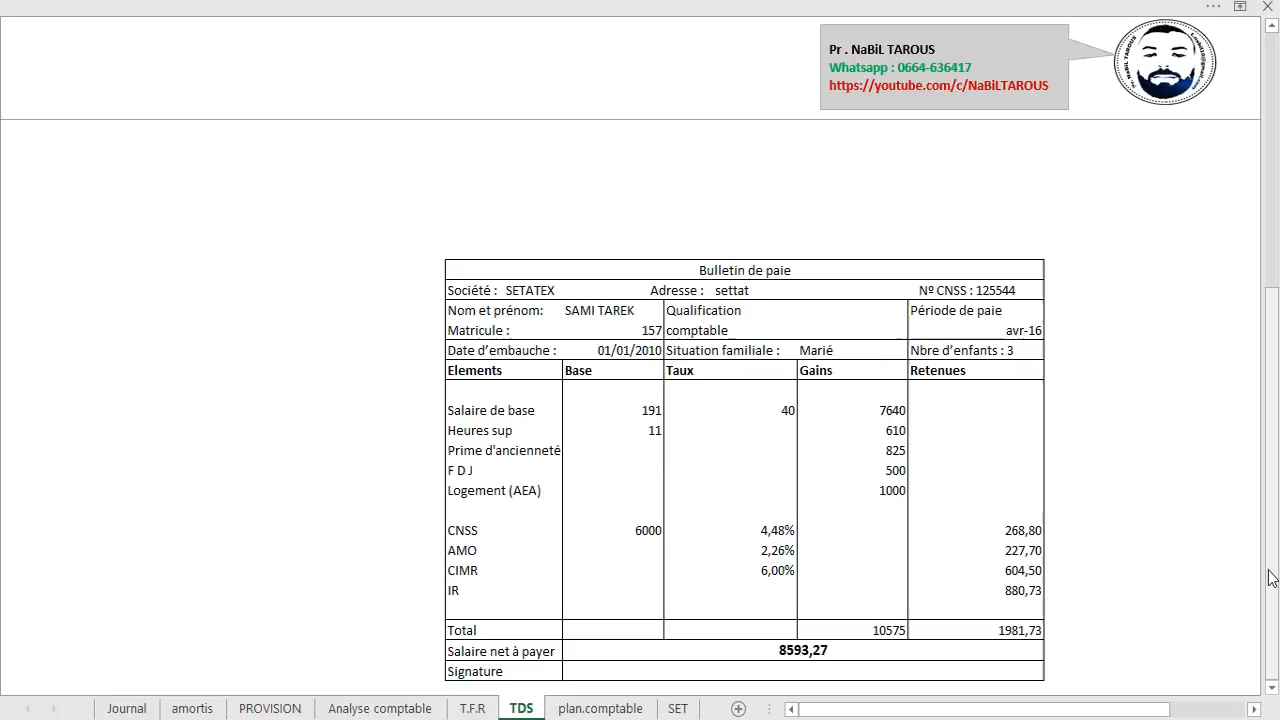 Pr . NaBiL TAROUS
Whatsapp : 0664-636417
https://youtube.com/c/NaBiLTAROUS
Bulletin de paie
Société : SETATEX Adresse : settat Nº CNSS : 125544
Nom et prénom: SAMI TAREK Qualification Période de paie
Matricule : 157 comptable avr-16
Date d’embauche : 01/01/2010 Situation familiale : Marié Nbre d’enfants : 3
Elements Base Taux Gains Retenues
Salaire de base 191 40 7640
Heures sup 11 610
Prime d'ancienneté 825
F D J 500
Logement (AEA) 1000
CNSS 6000 4,48% 268,80
AMO 2,26% 227,70
CIMR 6,00% 604,50
IR 880,73
Total 10575 1981,73
Salaire net à payer 8593,27
Signature
Journal amortis PROVISION Analyse comptable T.F.R TDS plan.comptable SET